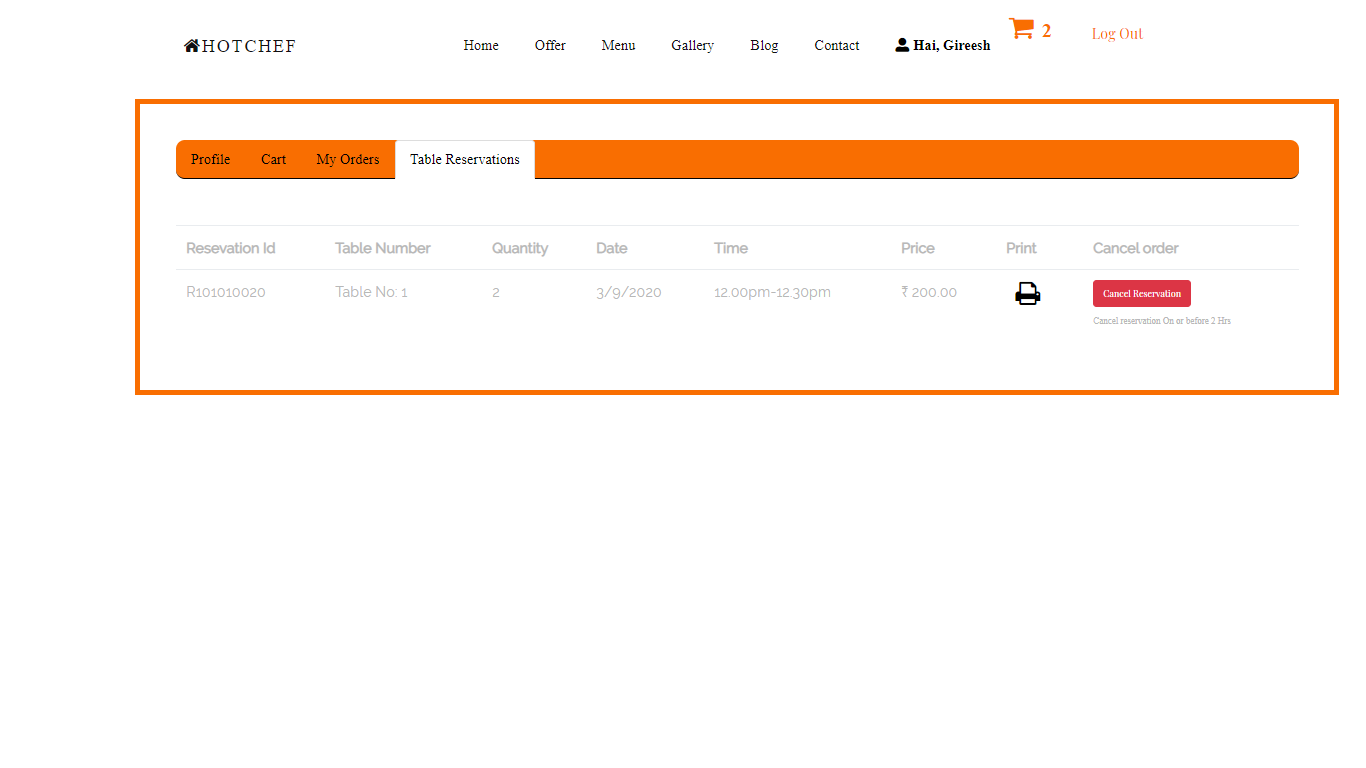 HOTCHEF Home Offer Menu Gallery Blog Contact Hai, Gireesh 2 Log Out
Profile Cart My Orders Table Reservations
Resevation Id Table Number Quantity Date Time Price Print Cancel order
R101010020 Table No: 1 2 3/9/2020 12.00pm-12.30pm ₹ 200.00 Cancel Reservation
Cancel reservation On or before 2 Hrs